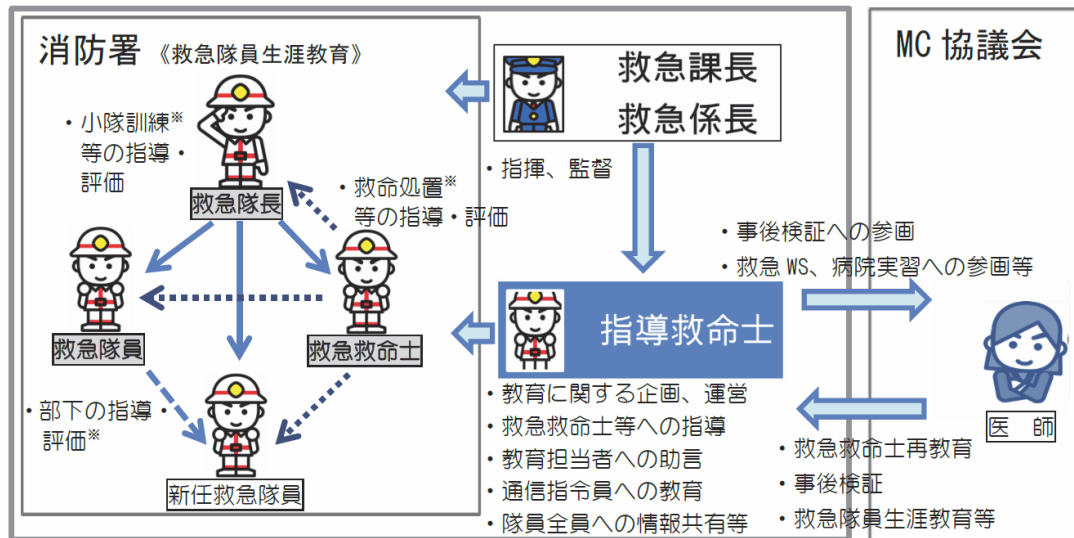 消防署 《救急隊員生涯教育》
・小隊訓練※
等の指導・
評価
救急隊長
・救命処置※
等の指導・評価
救急隊員
救急救命士
・部下の指導・
評価※
新任救急隊員
救急課長
救急係長
・指揮、監督
指導救命士
・教育に関する企画、運営
・救急救命士等への指導
・教育担当者への助言
・通信指令員への教育
・隊員全員への情報共有等
MC 協議会
・事後検証への参画
・救急 WS、病院実習への参画等
医 師
・救急救命士再教育
・事後検証
・救急隊員生涯教育等